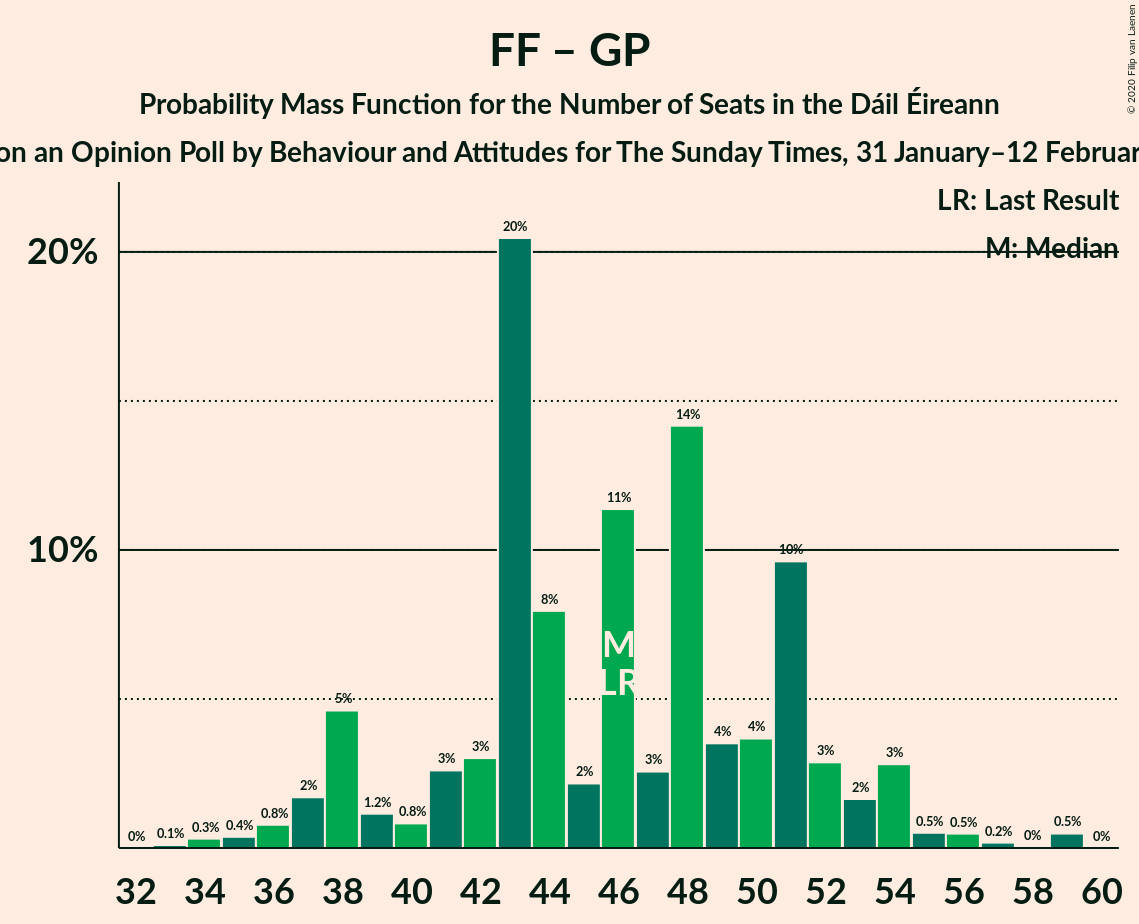 FF – GP
Probability Mass Function for the Number of Seats in the Dáil Éireann
on an Opinion Poll by Behaviour and Attitudes for The Sunday Times, 31 January–12 Februar
© 2020 Filip van Laenen
LR: Last Result
M: Median
20%
10%
0% 0.1% 0.3% 0.4% 0.8% 2% 5% 1.2% 0.8% 3% 3% 20% 8% 2% 11% 3% 14% 4% 4% 10% 3% 2% 3% 0.5% 0.5% 0.2% 0% 0.5% 0%
M
LR
32 34 36 38 40 42 44 46 48 50 52 54 56 58 60